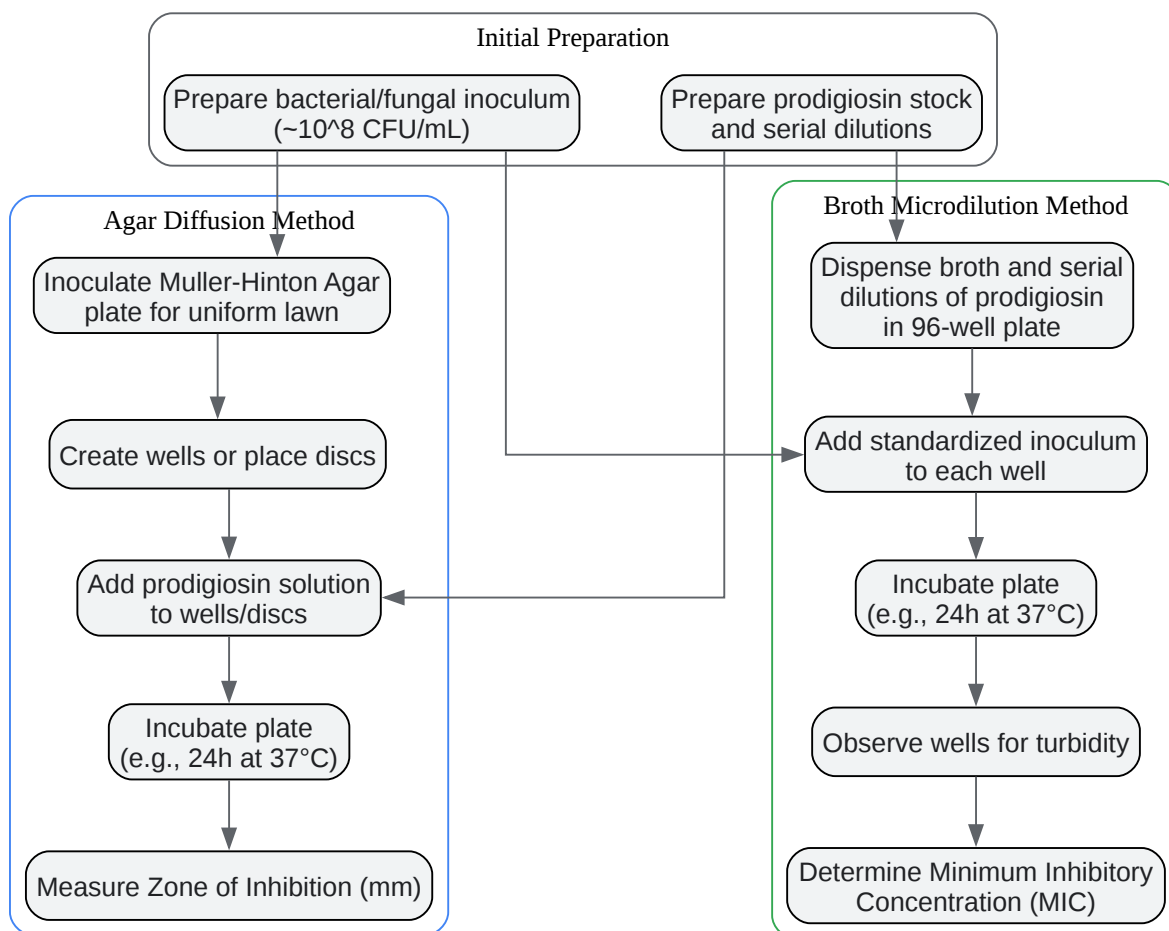 Initial Preparation
Prepare bacterial/fungal inoculum
(~10^8 CFU/mL)
Prepare prodigiosin stock
and serial dilutions
Agar Diffusion Method
Inoculate Muller-Hinton Agar
plate for uniform lawn
Create wells or place discs
Add prodigiosin solution
to wells/discs
Incubate plate
(e.g., 24h at 37°C)
Measure Zone of Inhibition (mm)
Broth Microdilution Method
Dispense broth and serial
dilutions of prodigiosin
in 96-well plate
Add standardized inoculum
to each well
Incubate plate
(e.g., 24h at 37°C)
Observe wells for turbidity
Determine Minimum Inhibitory
Concentration (MIC)